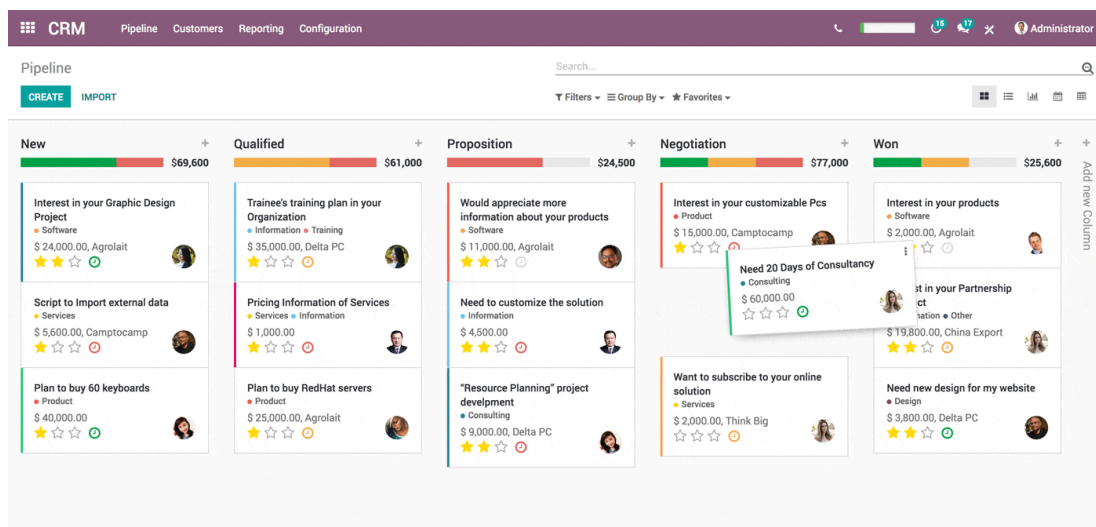 CRM Pipeline Customers Reporting Configuration 15 17 Administrator
Pipeline
Search...
CREATE IMPORT
Filters Group By Favorites
New
$69,600
Interest in your Graphic Design
Project
Software
$ 24,000.00, Agrolait
Script to Import external data
Services
$ 5,600.00, Camptocamp
Plan to buy 60 keyboards
Product
$ 40,000.00
Qualified
$61,000
Trainee's training plan in your
Organization
Information Training
$ 35,000.00, Delta PC
Pricing Information of Services
Services Information
$ 1,000.00
Plan to buy RedHat servers
Product
$ 25,000.00, Agrolait
Proposition
$24,500
Would appreciate more
information about your products
Software
$ 11,000.00, Agrolait
Need to customize the solution
Information
$ 4,500.00
"Resource Planning" project
develpment
Consulting
$ 9,000.00, Delta PC
Negotiation
$77,000
Interest in your customizable Pcs
Product
$ 15,000.00, Camptocamp
Need 20 Days of Consultancy
Consulting
$ 60,000.00
Want to subscribe to your online
solution
Services
$ 2,000.00, Think Big
Won
$25,600
Interest in your products
Software
$ 2,000.00, Agrolait
in your Partnership
Other
$ 19,800.00, China Export
Need new design for my website
Design
$ 3,800.00, Delta PC
Add new Column